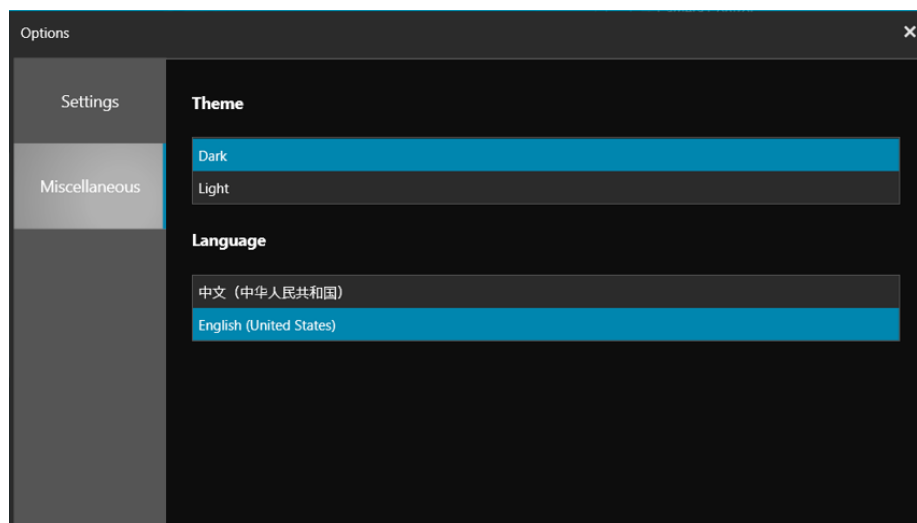 Options
Settings
Miscellaneous
Theme
Dark
Light
Language
中文（中华人民共和国）
English (United States)